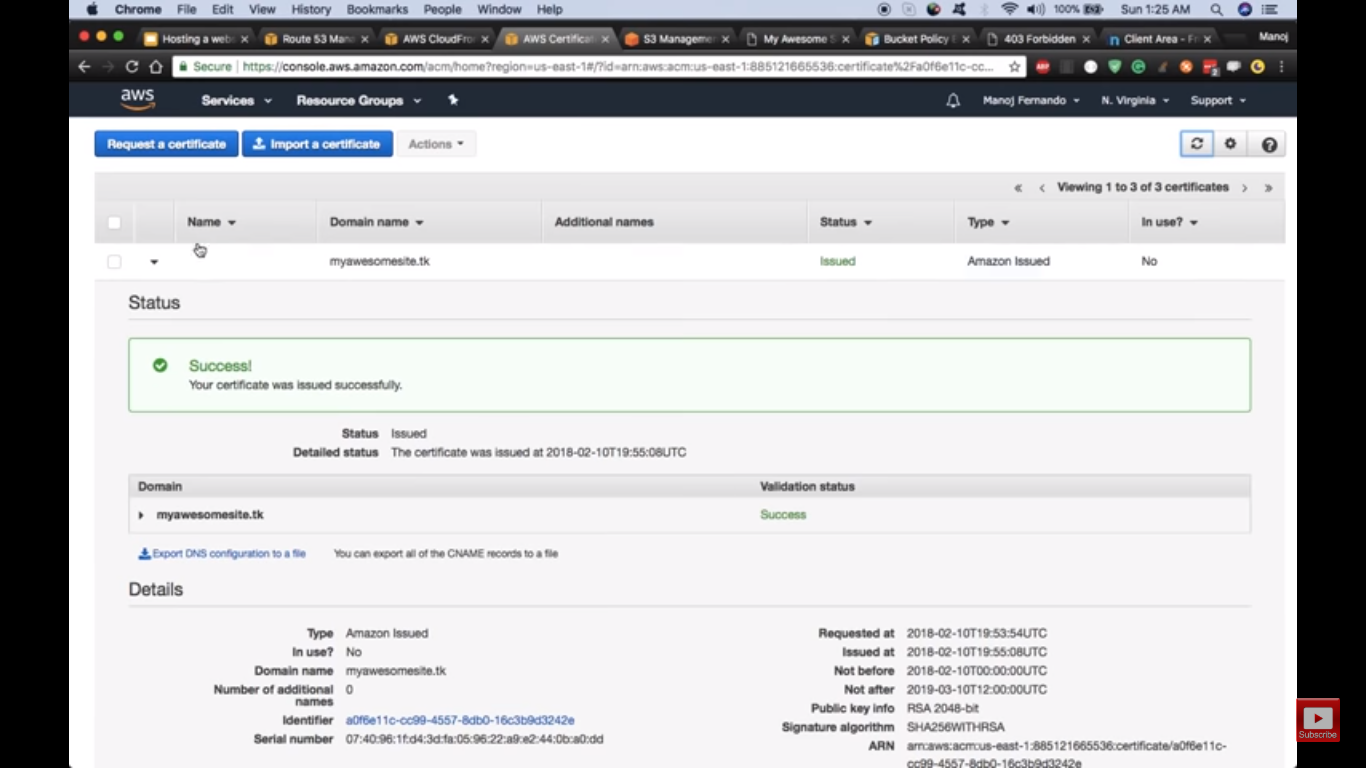 Chrome File Edit View History Bookmarks People Window Help 100% Sun 1:25 AM
Hosting a web Route 53 Man AWS CloudFro AWS Certificat S3 Manageme My Awesome S Bucket Policy 403 Forbidden Client Area - F Manoj
Secure https://console.aws.amazon.com/acm/home?region=us-east-1#/?id=arn:aws:acm:us-east-1:885121665536:certificate%2Fa0f6e11c-cc...
aws Services Resource Groups Manoj Fernando N. Virginia Support
Request a certificate Import a certificate Actions
« ‹ Viewing 1 to 3 of 3 certificates › »
Name Domain name Additional names Status Type In use?
myawesomesite.tk Issued Amazon Issued No
Status
Success!
Your certificate was issued successfully.
Status Issued
Detailed status The certificate was issued at 2018-02-10T19:55:08UTC
Domain Validation status
myawesomesite.tk Success
Export DNS configuration to a file You can export all of the CNAME records to a file
Details
Type Amazon Issued
In use? No
Domain name myawesomesite.tk
Number of additional names 0
Identifier a0f6e11c-cc99-4557-8db0-16c3b9d3242e
Serial number 07:40:96:1f:d4:3d:fa:05:96:22:a9:e2:44:0b:a0:dd
Requested at 2018-02-10T19:53:54UTC
Issued at 2018-02-10T19:55:08UTC
Not before 2018-02-10T00:00:00UTC
Not after 2019-03-10T12:00:00UTC
Public key info RSA 2048-bit
Signature algorithm SHA256WITHRSA
ARN arn:aws:acm:us-east-1:885121665536:certificate/a0f6e11c-
cc99-4557-8db0-16c3b9d3242e
Subscribe